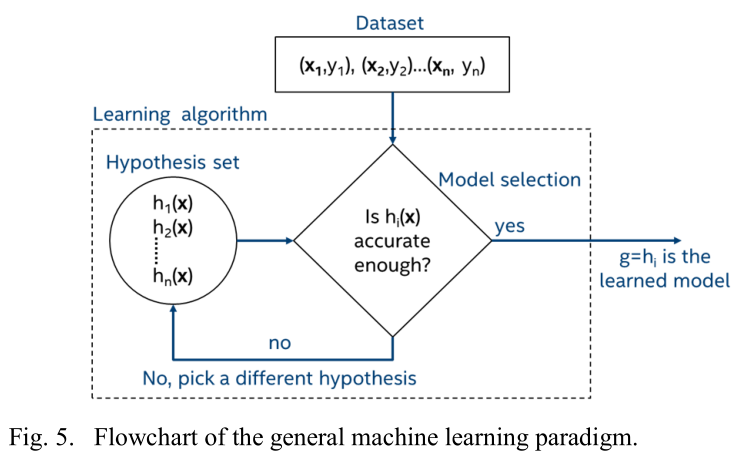 Dataset
(x₁,y₁), (x₂,y₂)...(xₙ, yₙ)
Learning algorithm
Hypothesis set
h₁(x)
h₂(x)
hₙ(x)
Is hᵢ(x)
accurate
enough?
Model selection
yes
g=hᵢ is the
learned model
no
No, pick a different hypothesis
Fig. 5. Flowchart of the general machine learning paradigm.